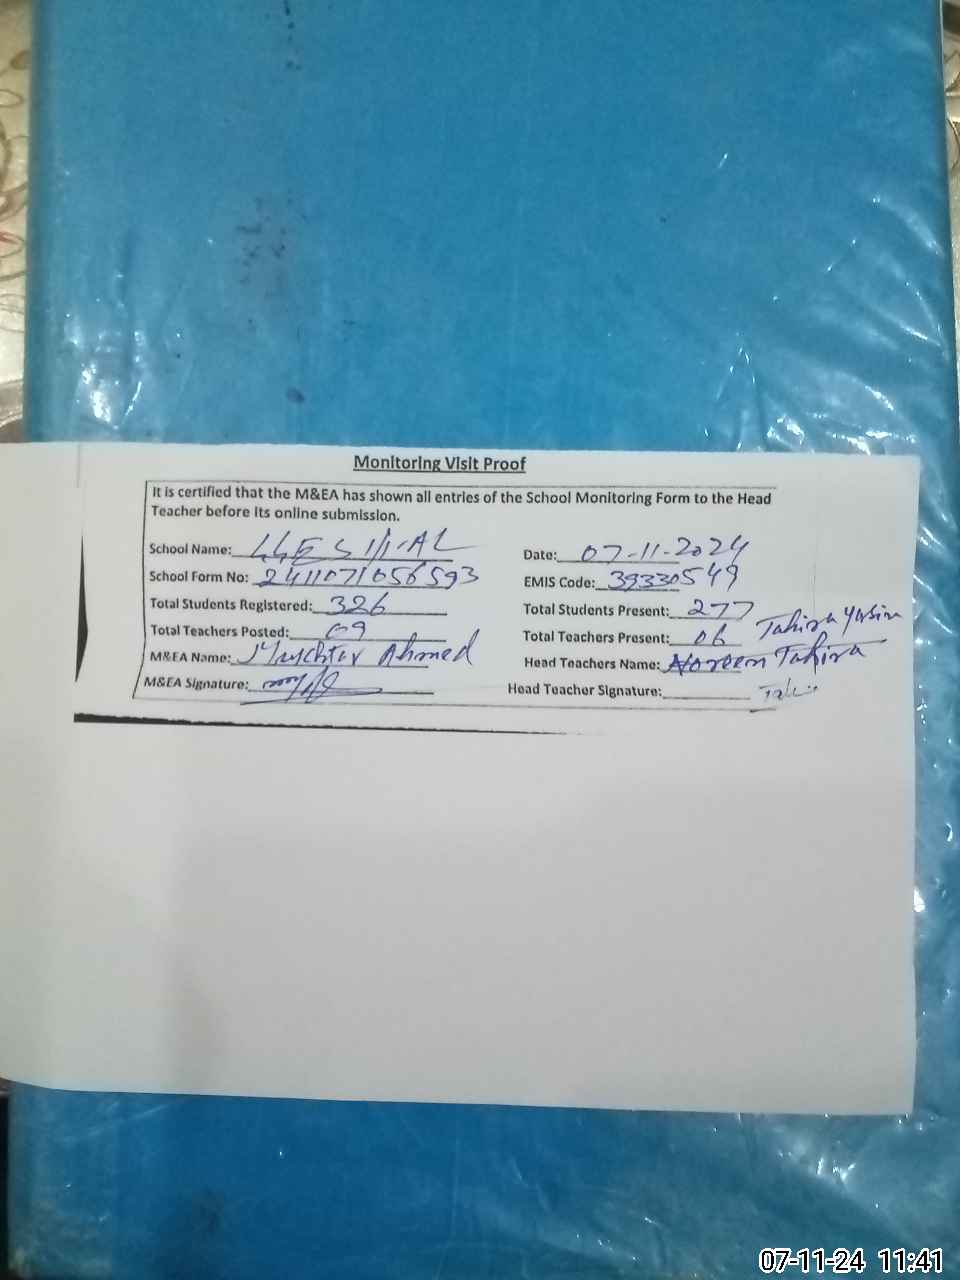 Monitoring Visit Proof
It is certified that the M&EA has shown all entries of the School Monitoring Form to the Head
Teacher before its online submission.
School Name:
Date: 07-11-2024
School Form No: 2411071056593
EMIS Code: 39330549
Total Students Registered: 326
Total Students Present: 277
Total Teachers Posted: 09
Total Teachers Present: 06
Tahira Yasin
M&EA Name: Mukhtar Ahmed
Head Teachers Name: Noreen Tahira
M&EA Signature:
Head Teacher Signature:
07-11-24 11:41